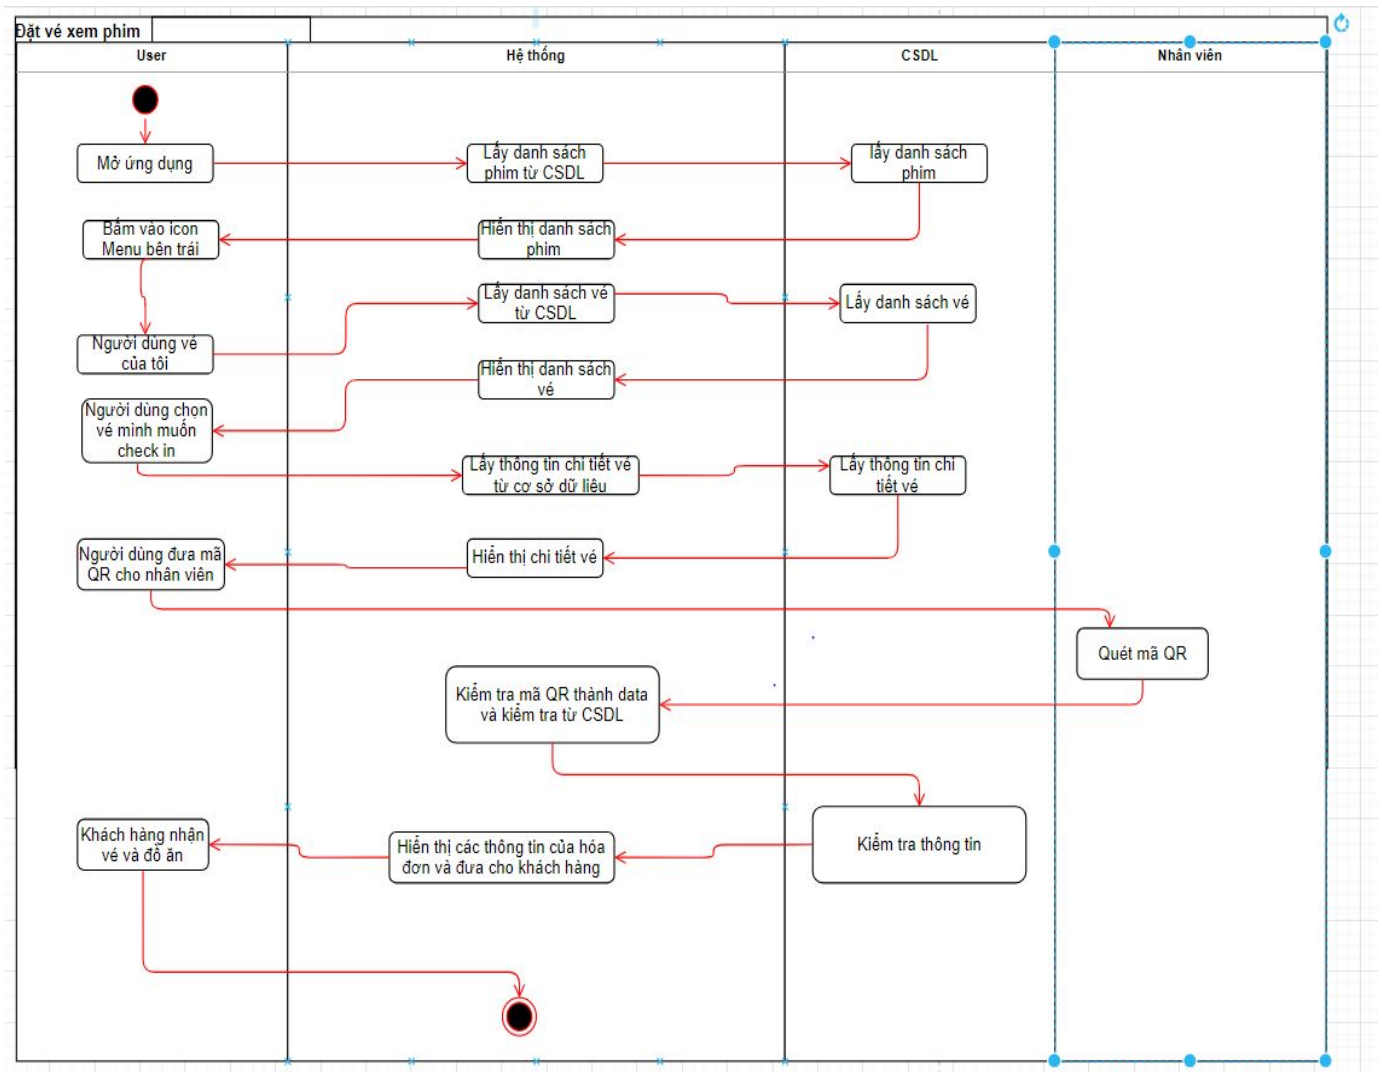 Đặt vé xem phim
User
Hệ thống
CSDL
Nhân viên
Mở ứng dụng
Lấy danh sách
phim từ CSDL
lấy danh sách
phim
Bấm vào icon
Menu bên trái
Hiển thị danh sách
phim
Lấy danh sách vé
từ CSDL
Lấy danh sách vé
Người dùng vé
của tôi
Hiển thị danh sách
vé
Người dùng chọn
vé mình muốn
check in
Lấy thông tin chi tiết vé
từ cơ sở dữ liệu
Lấy thông tin chi
tiết vé
Người dùng đưa mã
QR cho nhân viên
Hiển thị chi tiết vé
Quét mã QR
Kiểm tra mã QR thành data
và kiểm tra từ CSDL
Khách hàng nhận
vé và đồ ăn
Hiển thị các thông tin của hóa
đơn và đưa cho khách hàng
Kiểm tra thông tin